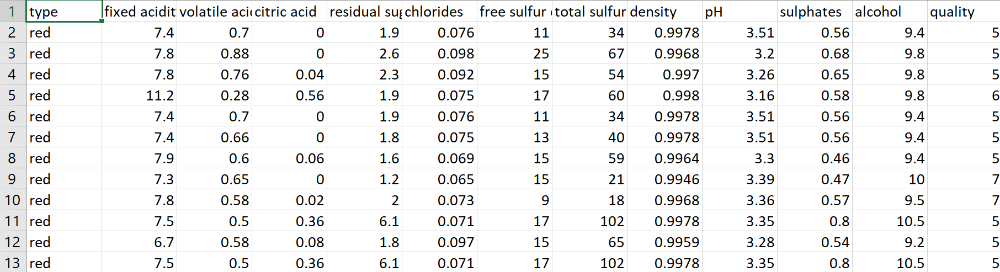 1 type fixed acidit volatile aci citric acid residual sug chlorides free sulfur total sulfur density pH sulphates alcohol quality
2 red 7.4 0.7 0 1.9 0.076 11 34 0.9978 3.51 0.56 9.4 5
3 red 7.8 0.88 0 2.6 0.098 25 67 0.9968 3.2 0.68 9.8 5
4 red 7.8 0.76 0.04 2.3 0.092 15 54 0.997 3.26 0.65 9.8 5
5 red 11.2 0.28 0.56 1.9 0.075 17 60 0.998 3.16 0.58 9.8 6
6 red 7.4 0.7 0 1.9 0.076 11 34 0.9978 3.51 0.56 9.4 5
7 red 7.4 0.66 0 1.8 0.075 13 40 0.9978 3.51 0.56 9.4 5
8 red 7.9 0.6 0.06 1.6 0.069 15 59 0.9964 3.3 0.46 9.4 5
9 red 7.3 0.65 0 1.2 0.065 15 21 0.9946 3.39 0.47 10 7
10 red 7.8 0.58 0.02 2 0.073 9 18 0.9968 3.36 0.57 9.5 7
11 red 7.5 0.5 0.36 6.1 0.071 17 102 0.9978 3.35 0.8 10.5 5
12 red 6.7 0.58 0.08 1.8 0.097 15 65 0.9959 3.28 0.54 9.2 5
13 red 7.5 0.5 0.36 6.1 0.071 17 102 0.9978 3.35 0.8 10.5 5